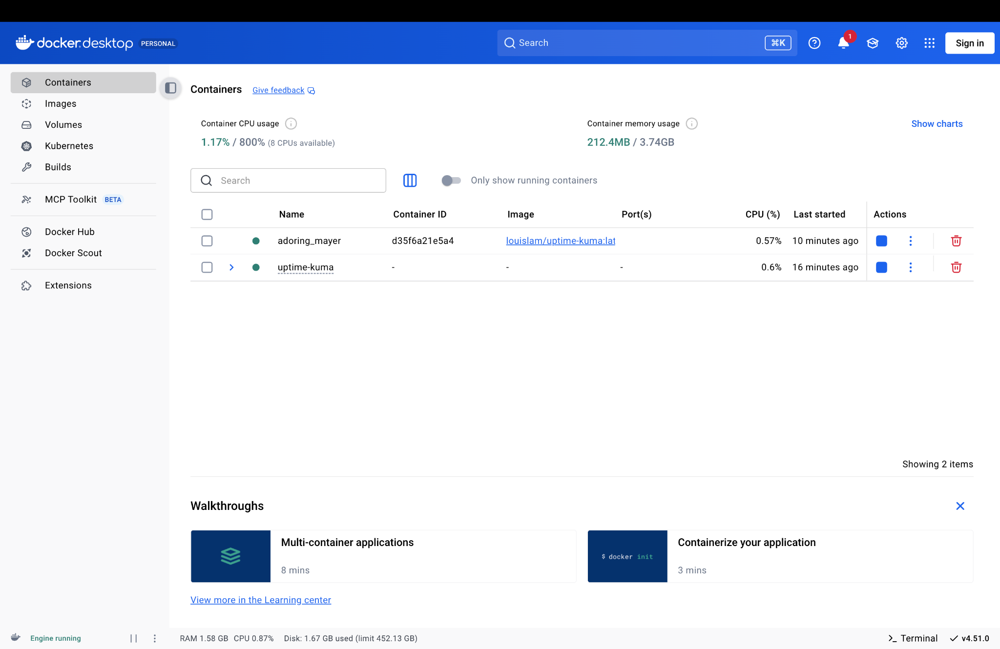 docker desktop PERSONAL
Search ⌘K
1
Sign in
Containers
Images
Volumes
Kubernetes
Builds
MCP Toolkit BETA
Docker Hub
Docker Scout
Extensions
Containers Give feedback
Container CPU usage
1.17% / 800% (8 CPUs available)
Container memory usage
212.4MB / 3.74GB
Show charts
Search
Only show running containers
Name Container ID Image Port(s) CPU (%) Last started Actions
adoring_mayer d35f6a21e5a4 louislam/uptime-kuma:lat 0.57% 10 minutes ago
uptime-kuma - - - 0.6% 16 minutes ago
Showing 2 items
Walkthroughs
Multi-container applications
8 mins
$ docker init
Containerize your application
3 mins
View more in the Learning center
Engine running
RAM 1.58 GB CPU 0.87% Disk: 1.67 GB used (limit 452.13 GB)
>_ Terminal
v4.51.0